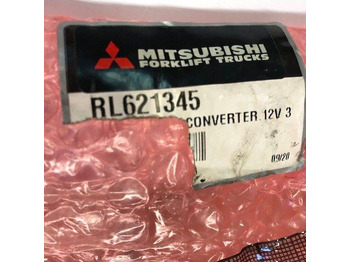 MITSUBISHI
FORKLIFT TRUCKS
RL621345
CONVERTER.12V 3
09/20